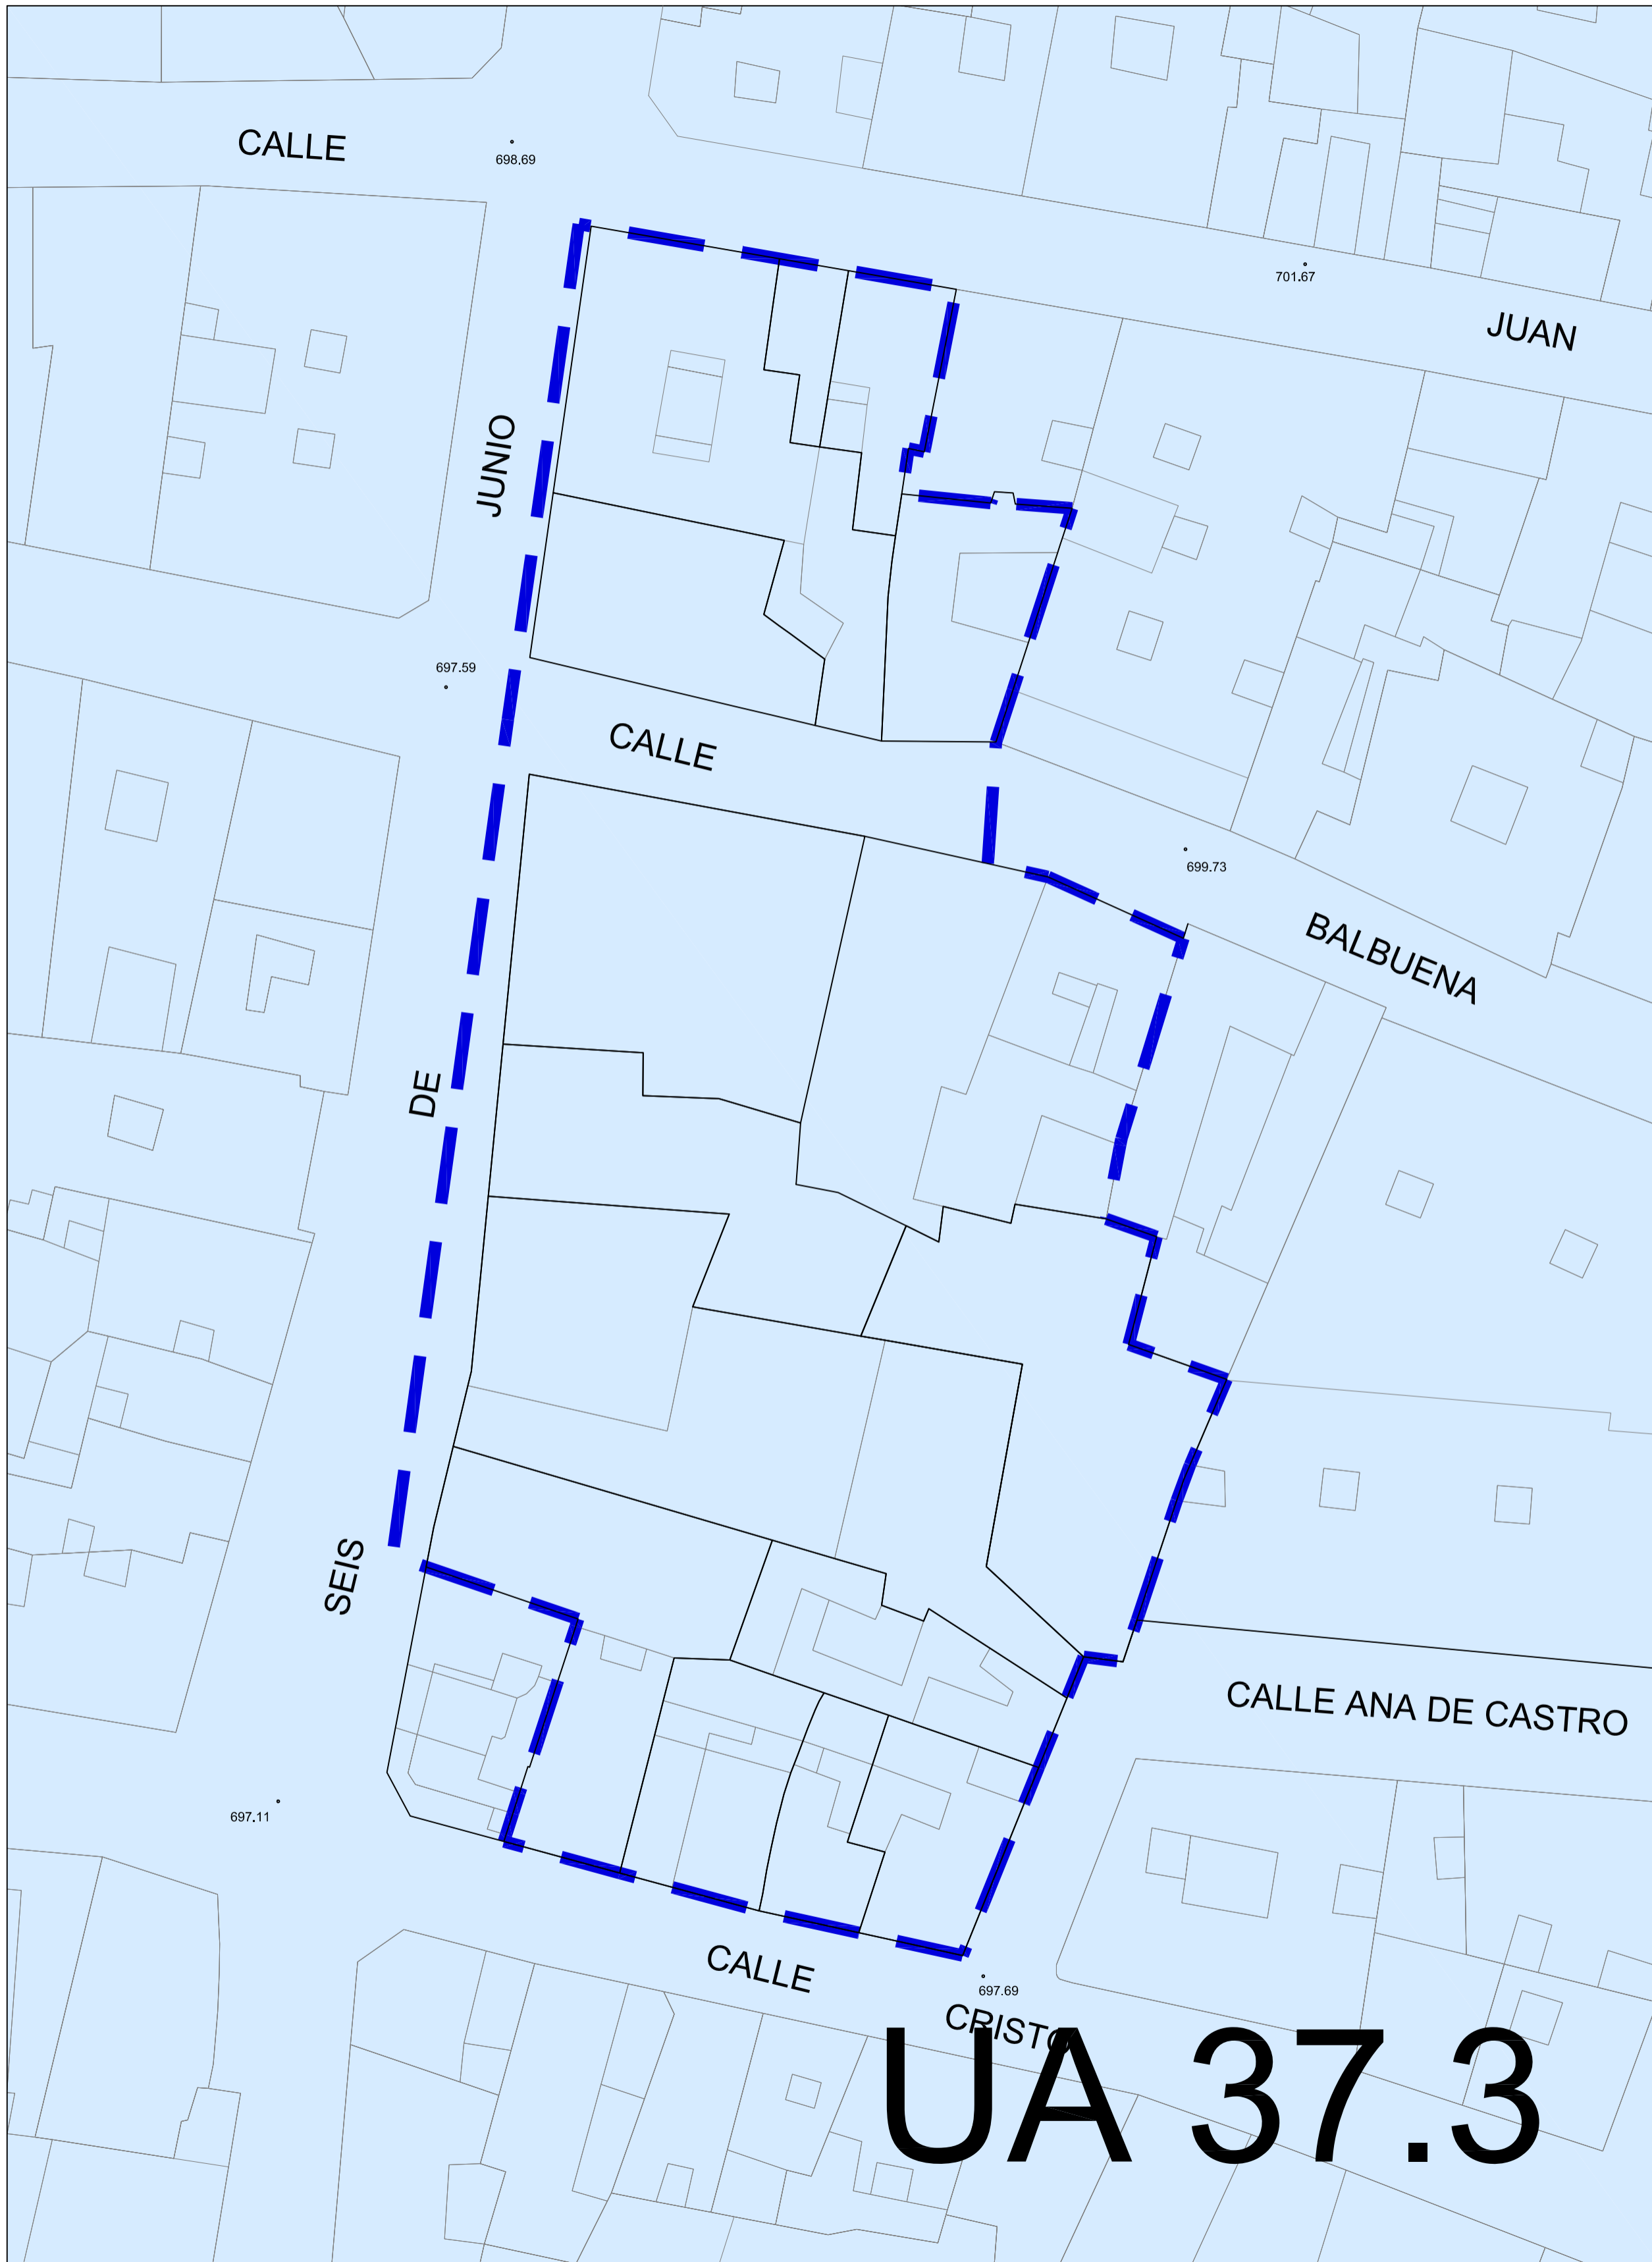 CALLE
698.69
701.67
JUAN
JUNIO
697.59
CALLE
699.73
BALBUENA
DE
SEIS
CALLE ANA DE CASTRO
697.11
CALLE
697.69
CRISTO
UA 37.3